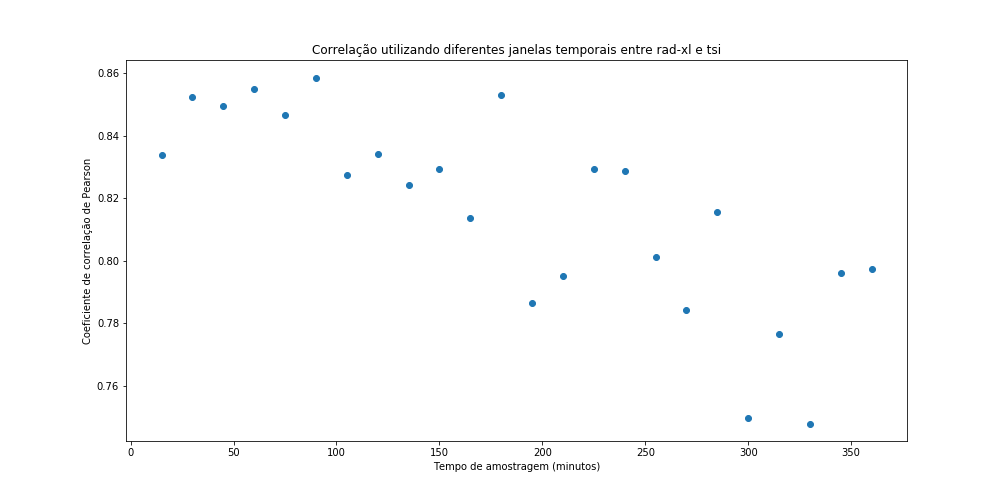 Correlação utilizando diferentes janelas temporais entre rad-xl e tsi
0.86
0.84
0.82
0.80
0.78
0.76
Coeficiente de correlação de Pearson
0 50 100 150 200 250 300 350
Tempo de amostragem (minutos)